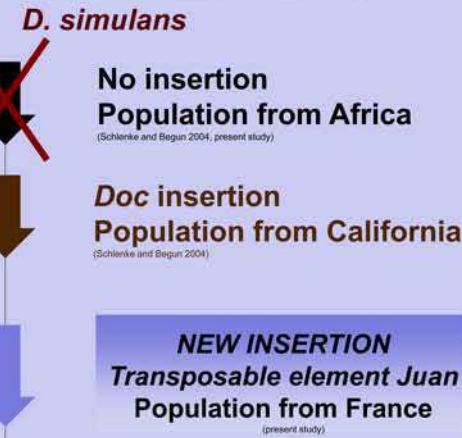 D. simulans
No insertion
Population from Africa
(Schlenke and Begun 2004, present study)
Doc insertion
Population from California
(Schlenke and Begun 2004)
NEW INSERTION
Transposable element Juan
Population from France
(present study)